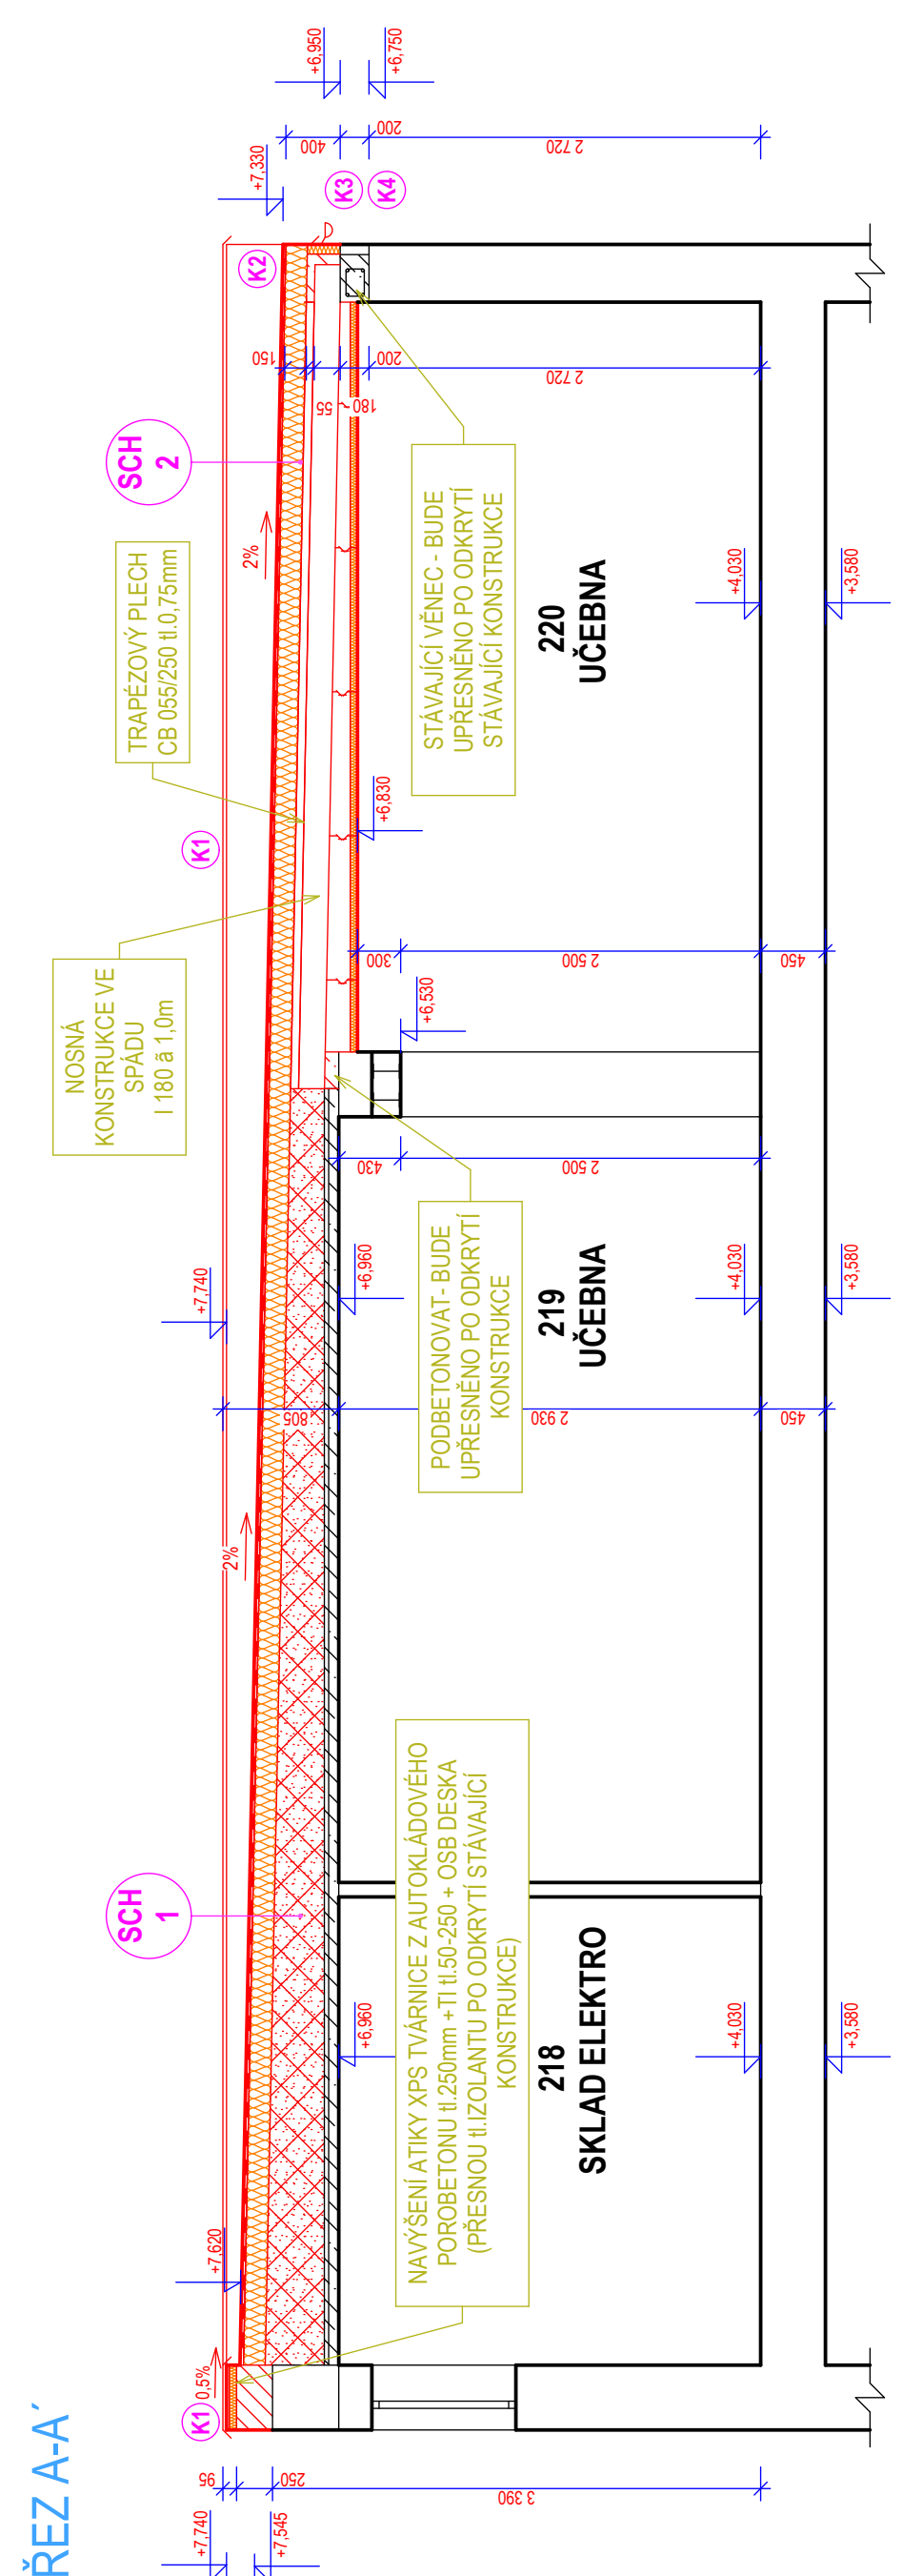 ŘEZ A-A´
+7,740
+7,545
95
250
3 390
K1
0,5%
+7,620
SCH
1
NAVÝŠENÍ ATIKY XPS TVÁRNICE Z AUTOKLÁDOVÉHO
POROBETONU tl.250mm + TI tl.50-250 + OSB DESKA
(PŘESNOU tl.IZOLANTU PO ODKRYTÍ STÁVAJÍCÍ
KONSTRUKCE)
+6,960
218
SKLAD ELEKTRO
+4,030
+3,580
2%
+7,740
805
2 930
450
+6,960
219
UČEBNA
+4,030
+3,580
PODBETONOVAT- BUDE
UPŘESNĚNO PO ODKRYTÍ
KONSTRUKCE
430
2 500
NOSNÁ
KONSTRUKCE VE
SPÁDU
I 180 ã 1,0m
+6,530
300
2 500
450
K1
+6,830
TRAPÉZOVÝ PLECH
CB 055/250 tl.0,75mm
2%
SCH
2
STÁVAJÍCÍ VĚNEC - BUDE
UPŘESNĚNO PO ODKRYTÍ
STÁVAJÍCÍ KONSTRUKCE
220
UČEBNA
+4,030
+3,580
150
55
180
200
2 720
K2
K3
K4
+7,330
400
200
2 720
+6,950
+6,750